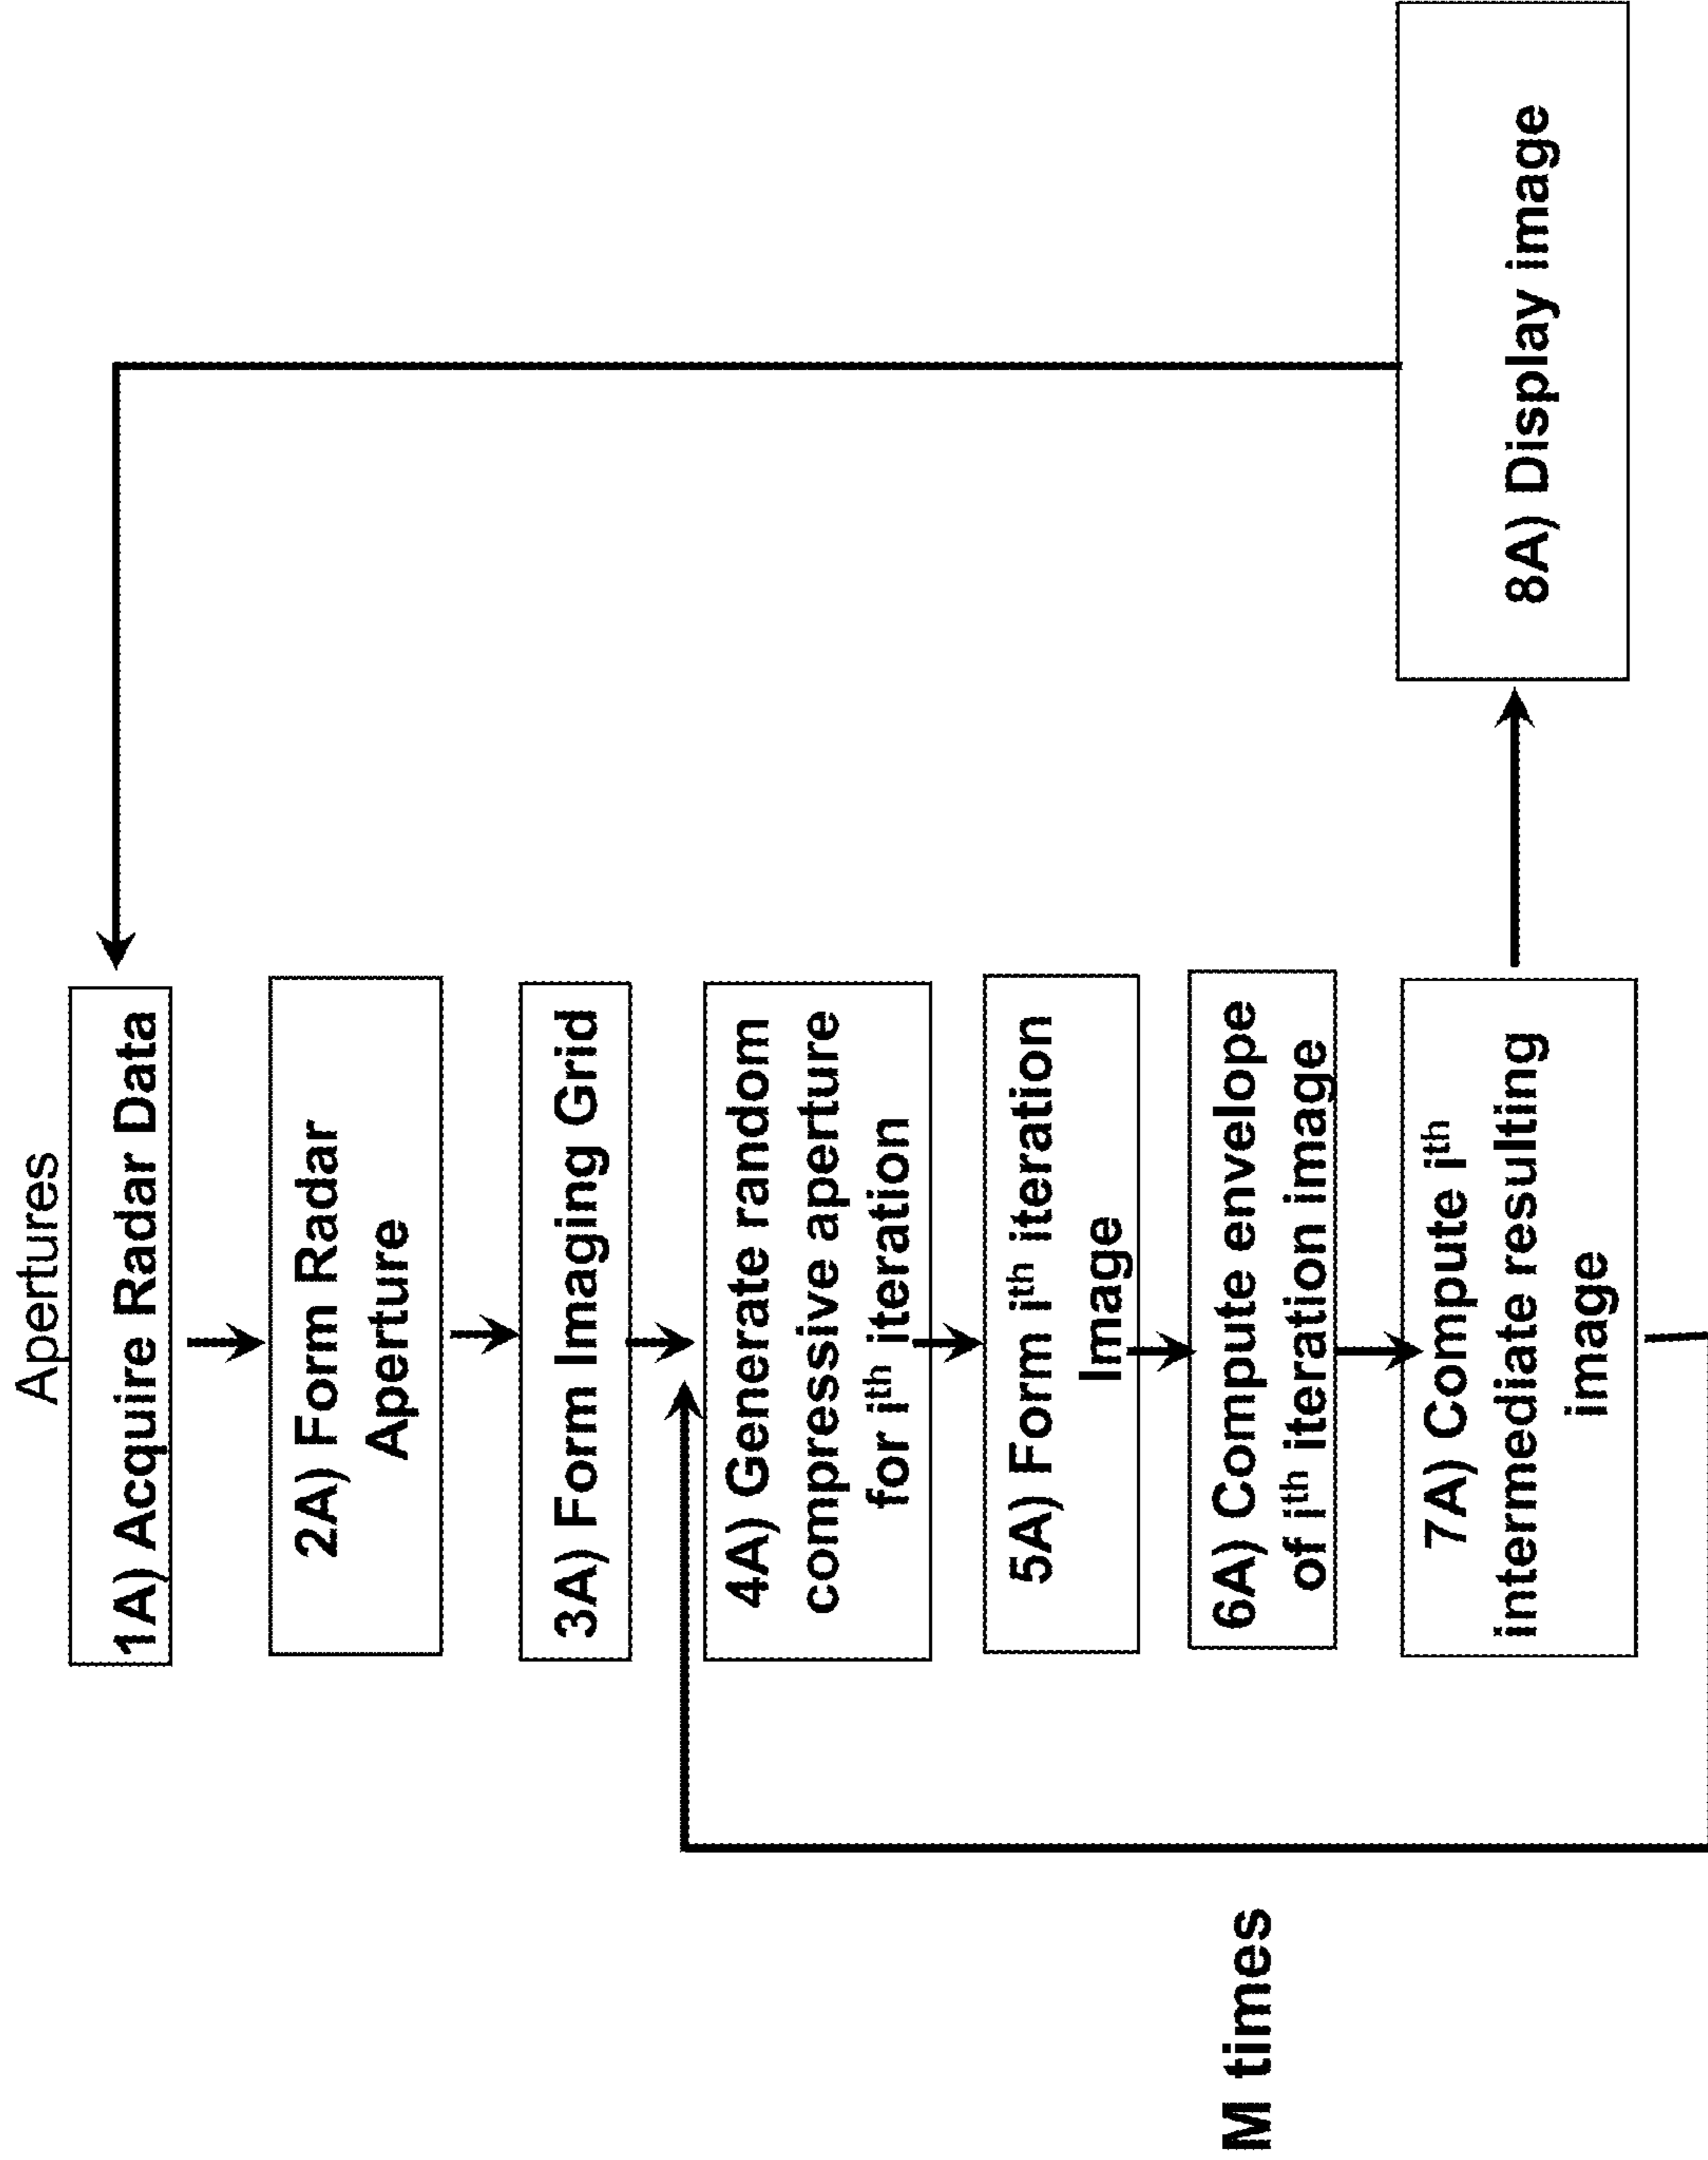 Apertures
1A) Acquire Radar Data
2A) Form Radar
Aperture
3A) Form Imaging Grid
4A) Generate random
compressive aperture
for iᵗʰ iteration
5A) Form iᵗʰ iteration
Image
6A) Compute envelope
of iᵗʰ iteration image
7A) Compute iᵗʰ
intermediate resulting
image
8A) Display image
M times